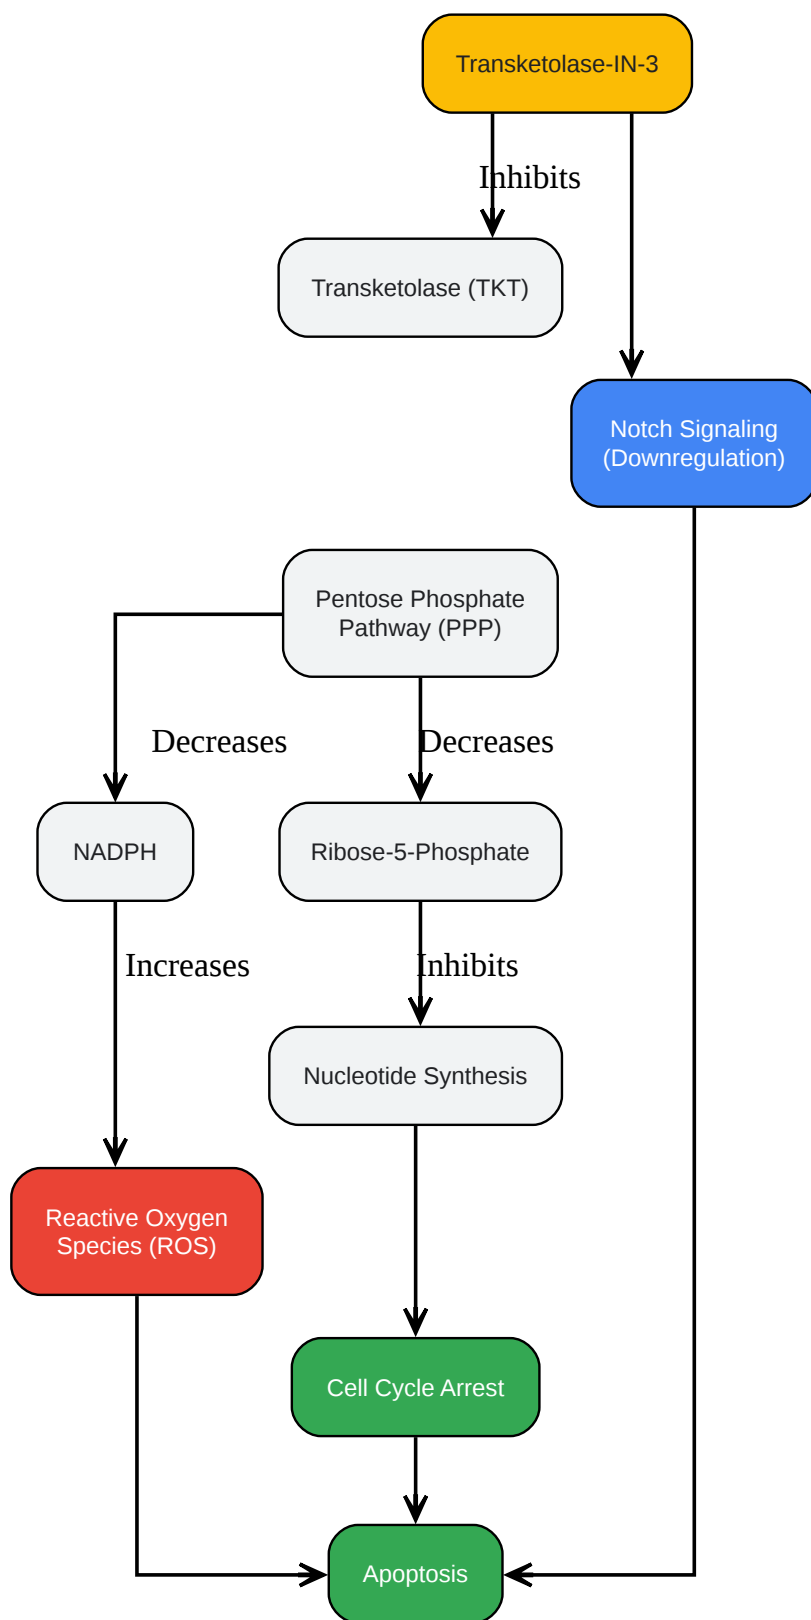 Transketolase-IN-3
Inhibits
Transketolase (TKT)
Notch Signaling
(Downregulation)
Pentose Phosphate
Pathway (PPP)
Decreases
Decreases
NADPH
Ribose-5-Phosphate
Increases
Inhibits
Nucleotide Synthesis
Reactive Oxygen
Species (ROS)
Cell Cycle Arrest
Apoptosis